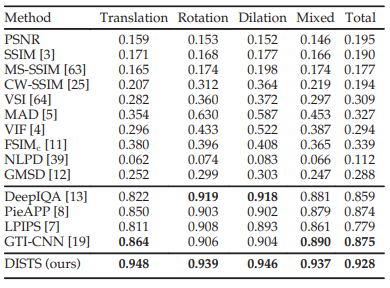 Method Translation Rotation Dilation Mixed Total
PSNR 0.159 0.153 0.152 0.146 0.195
SSIM [3] 0.171 0.168 0.177 0.166 0.190
MS-SSIM [63] 0.165 0.174 0.198 0.174 0.177
CW-SSIM [25] 0.207 0.312 0.364 0.219 0.194
VSI [64] 0.282 0.360 0.372 0.297 0.309
MAD [5] 0.354 0.630 0.587 0.453 0.327
VIF [4] 0.296 0.433 0.522 0.387 0.294
FSIMc [11] 0.380 0.396 0.408 0.365 0.339
NLPD [39] 0.062 0.074 0.083 0.066 0.112
GMSD [12] 0.252 0.299 0.303 0.247 0.288
DeepIQA [13] 0.822 0.919 0.918 0.881 0.859
PieAPP [8] 0.850 0.903 0.902 0.879 0.874
LPIPS [7] 0.811 0.908 0.893 0.861 0.779
GTI-CNN [19] 0.864 0.906 0.904 0.890 0.875
DISTS (ours) 0.948 0.939 0.946 0.937 0.928